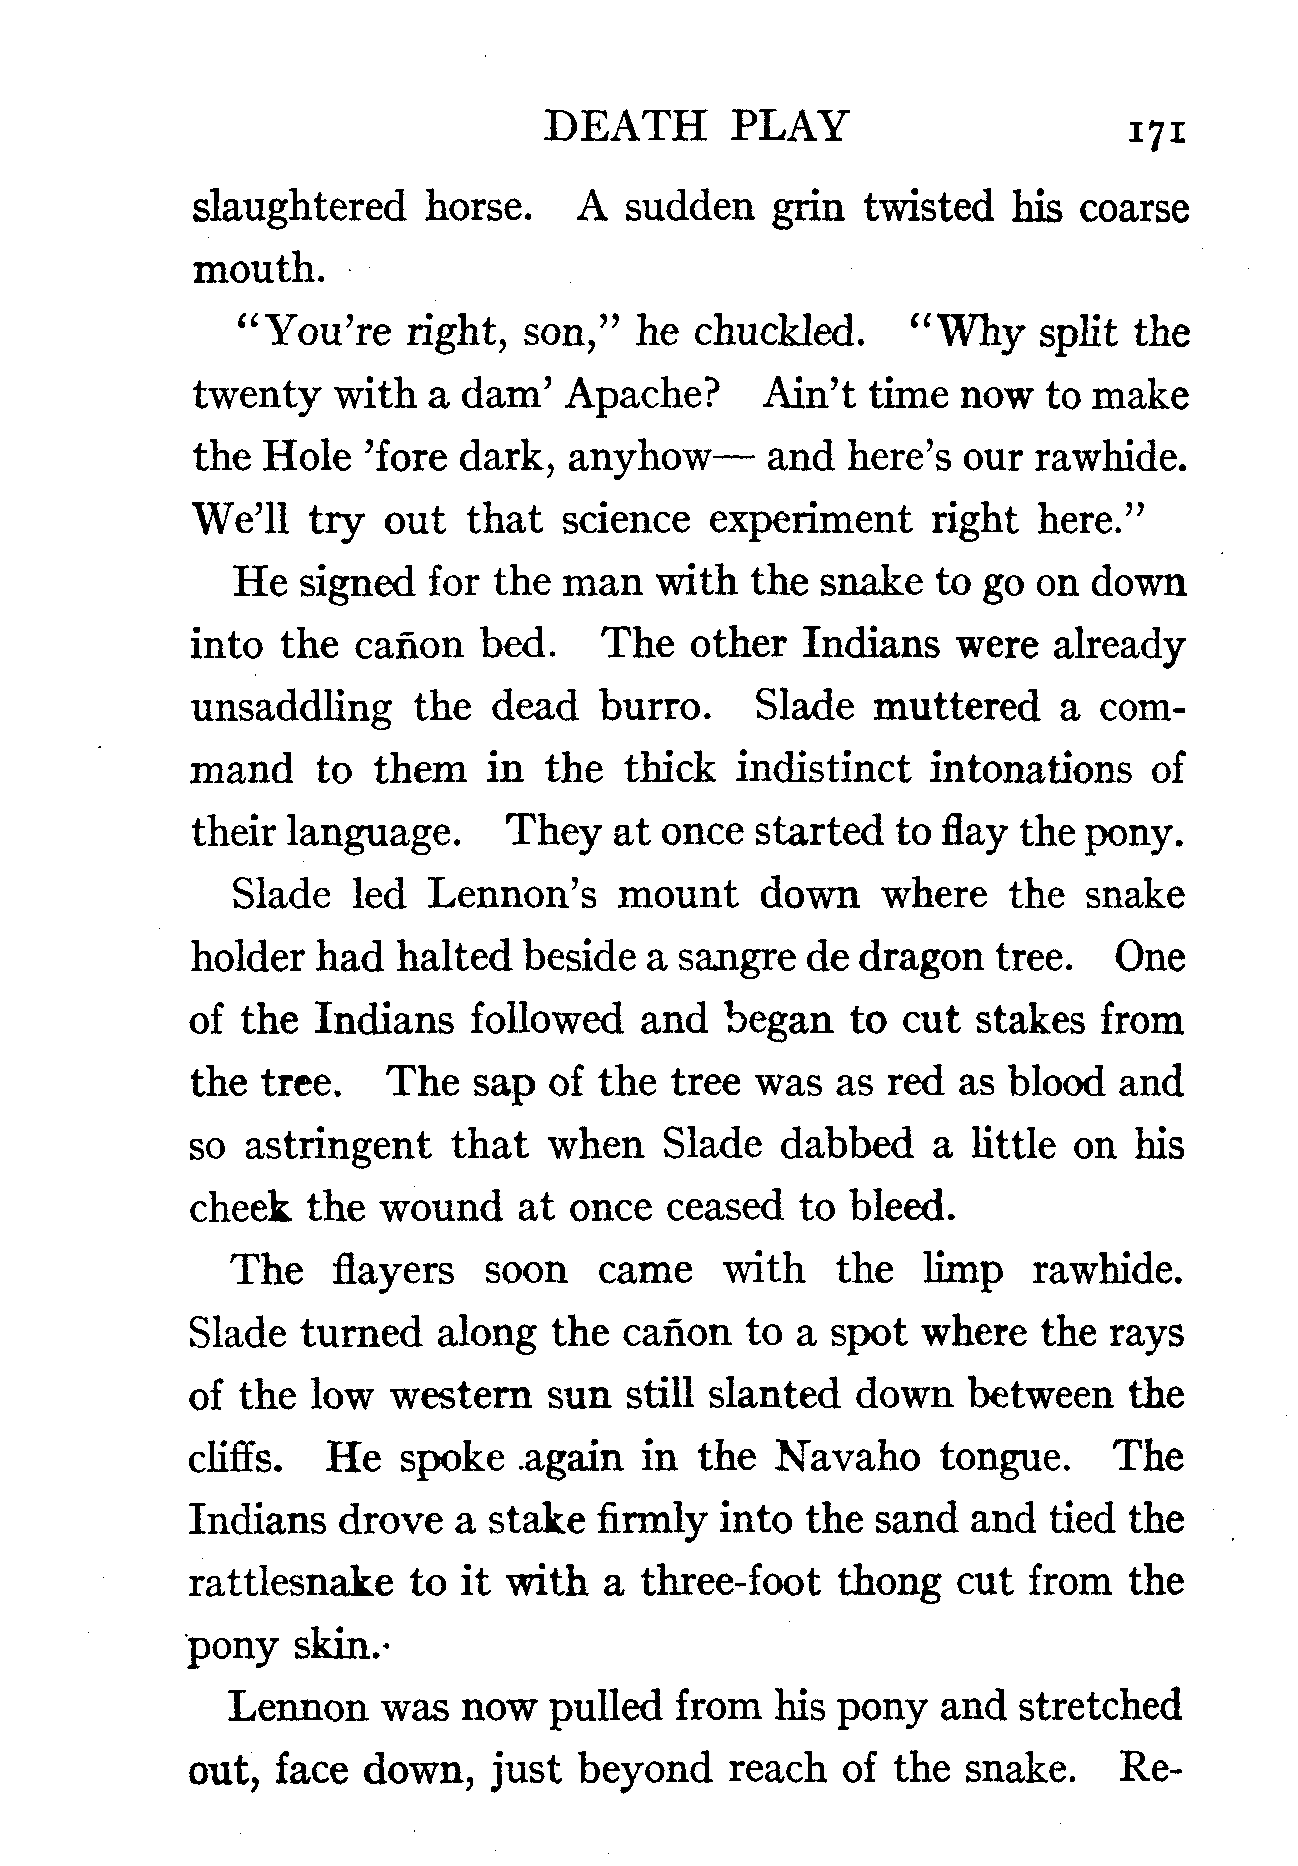 DEATH PLAY 171
slaughtered horse. A sudden grin twisted his coarse
mouth.
“You’re right, son,” he chuckled. “Why split the
twenty with a dam’ Apache? Ain’t time now to make
the Hole ’fore dark, anyhow— and here’s our rawhide.
We’ll try out that science experiment right here.”
He signed for the man with the snake to go on down
into the cañon bed. The other Indians were already
unsaddling the dead burro. Slade muttered a com-
mand to them in the thick indistinct intonations of
their language. They at once started to flay the pony.
Slade led Lennon’s mount down where the snake
holder had halted beside a sangre de dragon tree. One
of the Indians followed and began to cut stakes from
the tree. The sap of the tree was as red as blood and
so astringent that when Slade dabbed a little on his
cheek the wound at once ceased to bleed.
The flayers soon came with the limp rawhide.
Slade turned along the cañon to a spot where the rays
of the low western sun still slanted down between the
cliffs. He spoke again in the Navaho tongue. The
Indians drove a stake firmly into the sand and tied the
rattlesnake to it with a three-foot thong cut from the
pony skin.
Lennon was now pulled from his pony and stretched
out, face down, just beyond reach of the snake. Re-